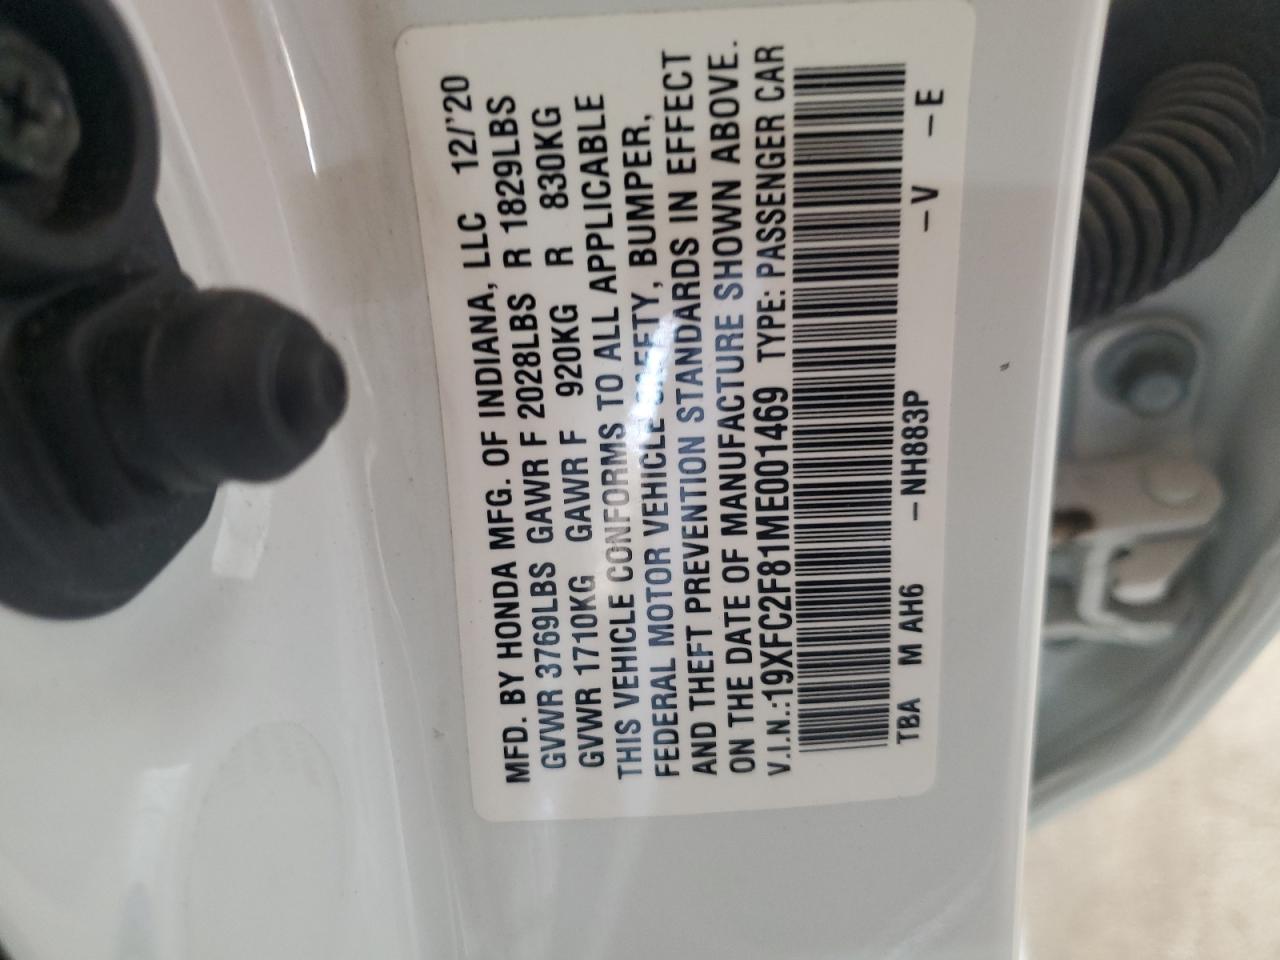 MFD. BY HONDA MFG. OF INDIANA, LLC 12/'20
GVWR 3769LBS GAWR F 2028LBS R 1829LBS
GVWR 1710KG GAWR F 920KG R 830KG
THIS VEHICLE CONFORMS TO ALL APPLICABLE
FEDERAL MOTOR VEHICLE SAFETY, BUMPER,
AND THEFT PREVENTION STANDARDS IN EFFECT
ON THE DATE OF MANUFACTURE SHOWN ABOVE.
V.I.N.:19XFC2F81ME001469 TYPE: PASSENGER CAR
TBA M AH6 –NH883P –V –E